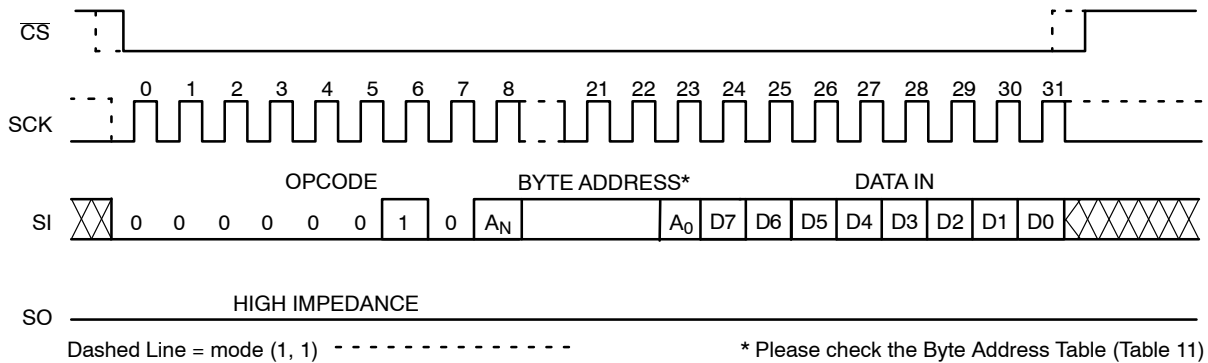 CS
0 1 2 3 4 5 6 7 8 21 22 23 24 25 26 27 28 29 30 31
SCK
OPCODE BYTE ADDRESS* DATA IN
SI 0 0 0 0 0 0 1 0 AN A0 D7 D6 D5 D4 D3 D2 D1 D0
HIGH IMPEDANCE
SO
Dashed Line = mode (1, 1) * Please check the Byte Address Table (Table 11)